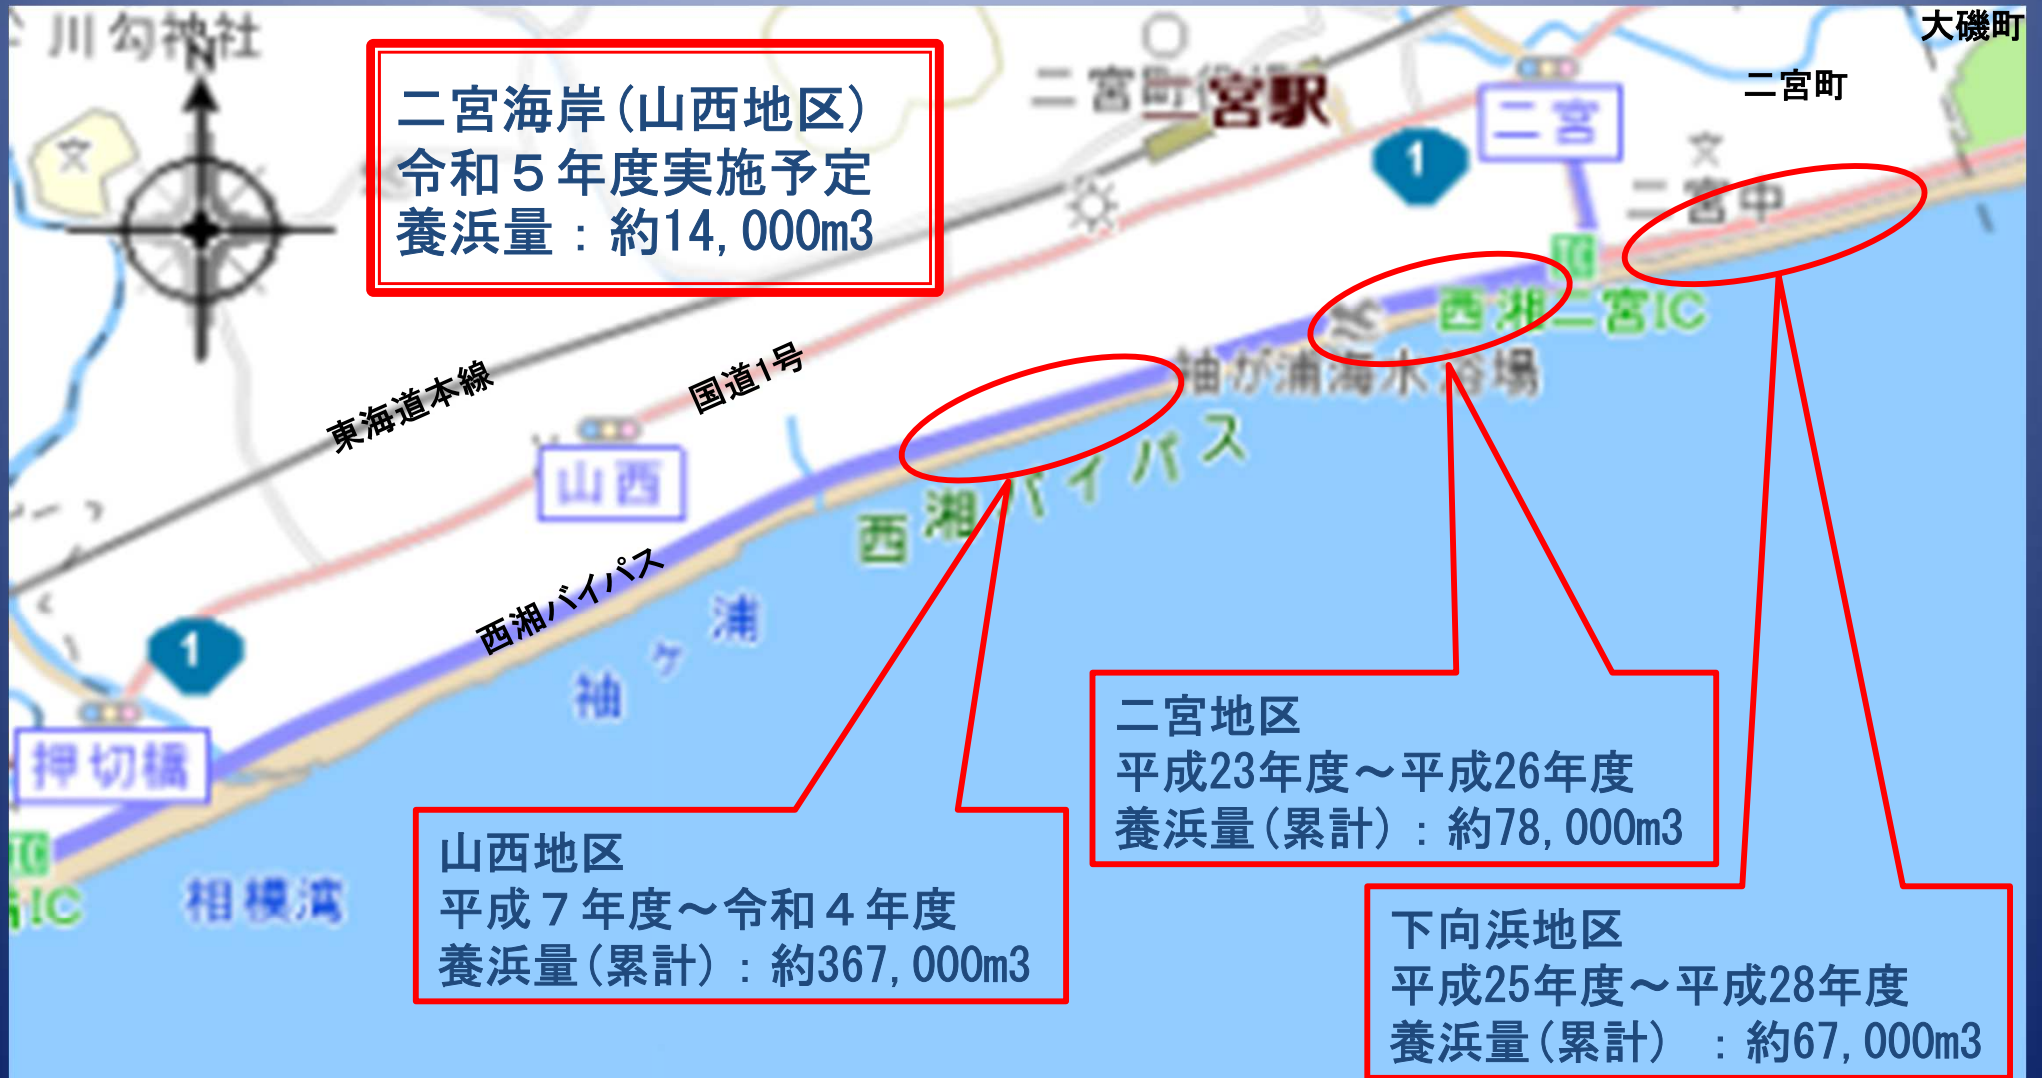 川勾神社
N
二宮海岸(山西地区)
令和５年度実施予定
養浜量：約14,000m3
二宮駅
1
二宮
二宮中
大磯町
二宮町
西湘二宮IC
袖が浦海水浴場
東海道本線
国道1号
山西
西湘バイパス
西湘バイパス
袖ヶ浦
1
押切橋
IC
相模湾
山西地区
平成７年度～令和４年度
養浜量(累計)：約367,000m3
二宮地区
平成23年度～平成26年度
養浜量(累計)：約78,000m3
下向浜地区
平成25年度～平成28年度
養浜量(累計) ：約67,000m3